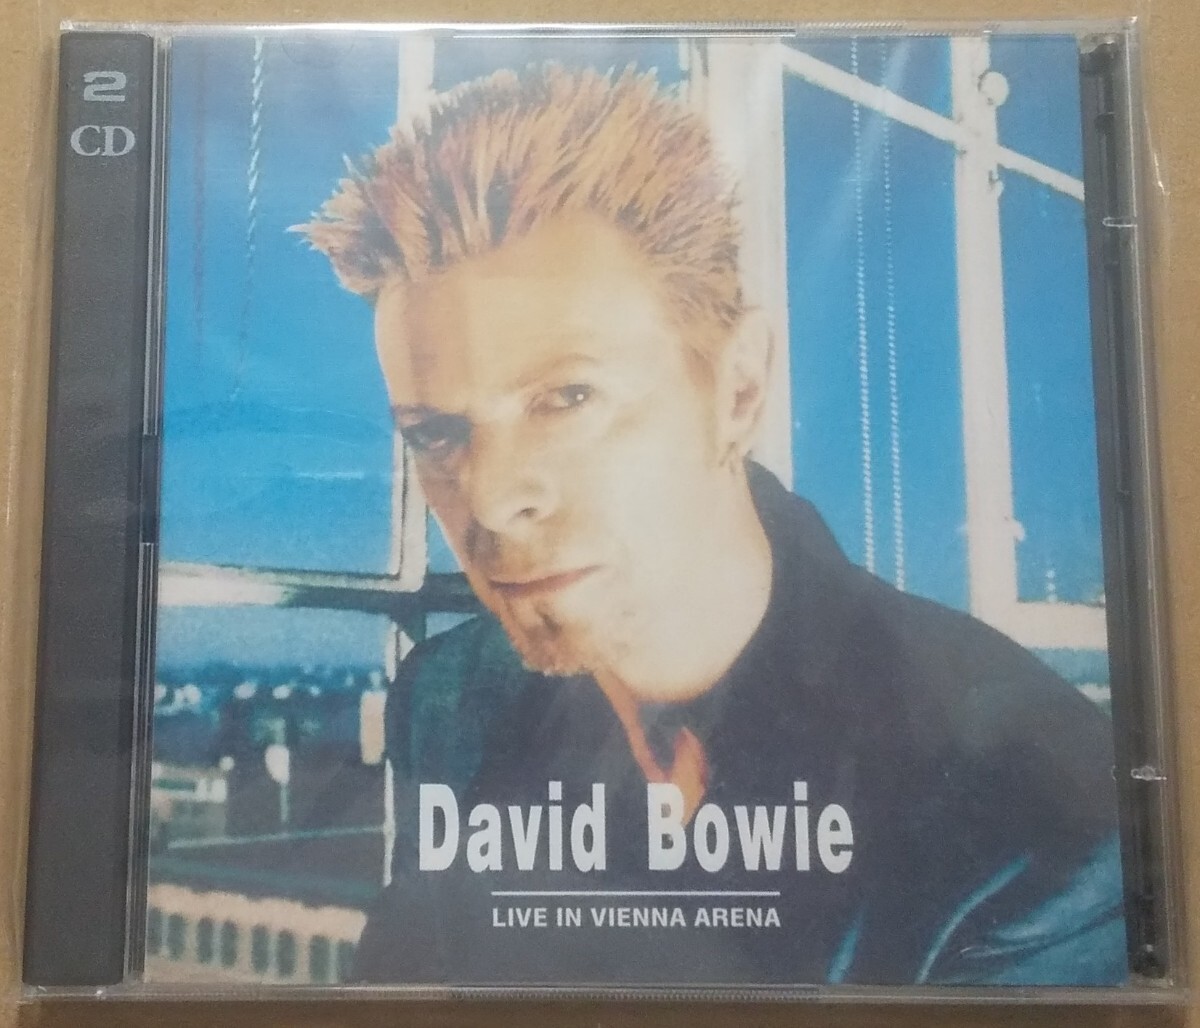 2
CD
David Bowie
LIVE IN VIENNA ARENA